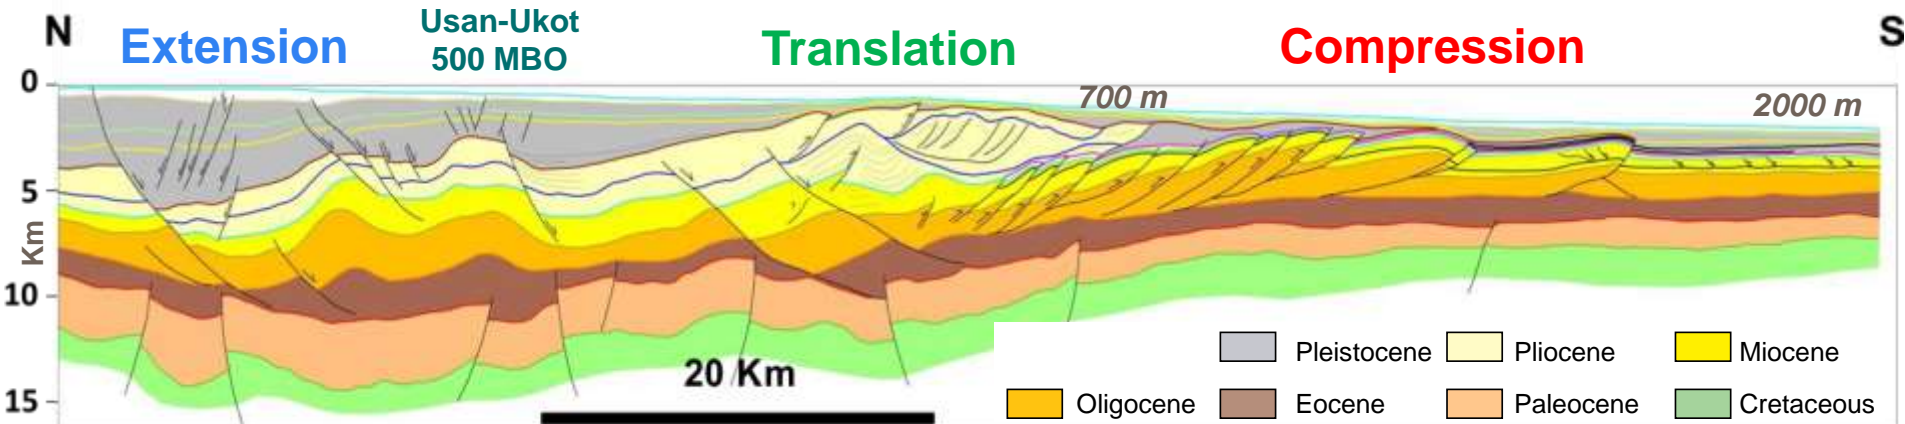 N
Extension
Usan-Ukot
500 MBO
Translation
Compression
S
0
700 m
2000 m
5
Km
10
15
20 Km
Pleistocene
Pliocene
Miocene
Oligocene
Eocene
Paleocene
Cretaceous